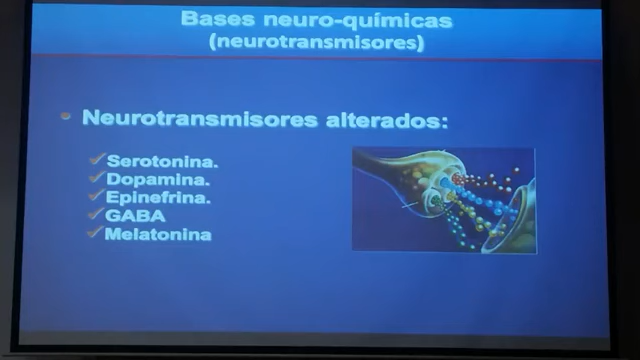 Bases neuro-químicas
(neurotransmisores)
• Neurotransmisores alterados:
✓Serotonina.
✓Dopamina.
✓Epinefrina.
✓GABA
✓Melatonina